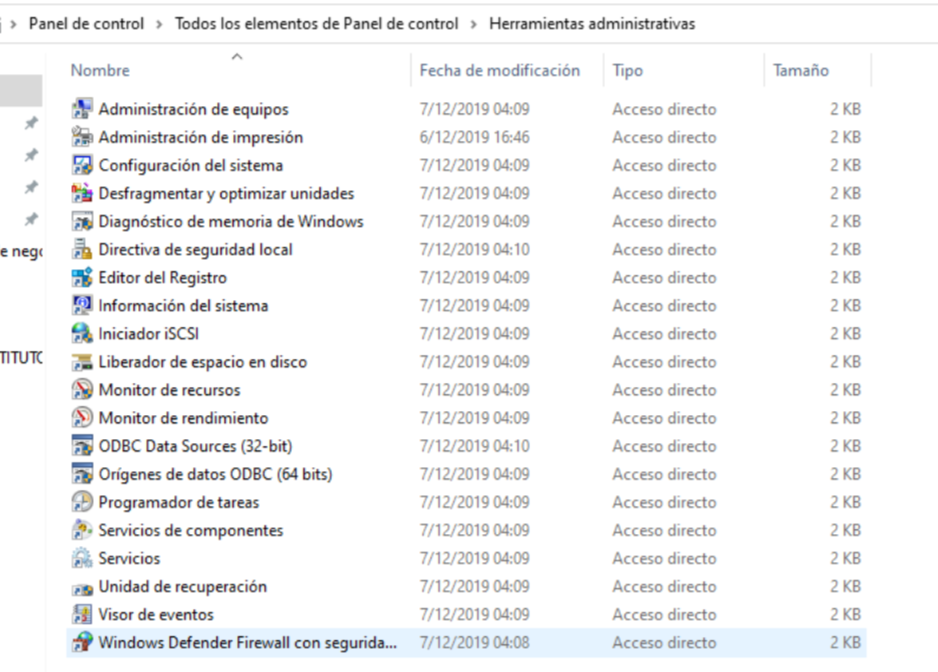 > Panel de control > Todos los elementos de Panel de control > Herramientas administrativas
Nombre Fecha de modificación Tipo Tamaño
Administración de equipos 7/12/2019 04:09 Acceso directo 2 KB
Administración de impresión 6/12/2019 16:46 Acceso directo 2 KB
Configuración del sistema 7/12/2019 04:09 Acceso directo 2 KB
Desfragmentar y optimizar unidades 7/12/2019 04:09 Acceso directo 2 KB
Diagnóstico de memoria de Windows 7/12/2019 04:09 Acceso directo 2 KB
e nego Directiva de seguridad local 7/12/2019 04:10 Acceso directo 2 KB
Editor del Registro 7/12/2019 04:09 Acceso directo 2 KB
Información del sistema 7/12/2019 04:09 Acceso directo 2 KB
Iniciador iSCSI 7/12/2019 04:09 Acceso directo 2 KB
TITUTO Liberador de espacio en disco 7/12/2019 04:09 Acceso directo 2 KB
Monitor de recursos 7/12/2019 04:09 Acceso directo 2 KB
Monitor de rendimiento 7/12/2019 04:09 Acceso directo 2 KB
ODBC Data Sources (32-bit) 7/12/2019 04:10 Acceso directo 2 KB
Orígenes de datos ODBC (64 bits) 7/12/2019 04:09 Acceso directo 2 KB
Programador de tareas 7/12/2019 04:09 Acceso directo 2 KB
Servicios de componentes 7/12/2019 04:09 Acceso directo 2 KB
Servicios 7/12/2019 04:09 Acceso directo 2 KB
Unidad de recuperación 7/12/2019 04:09 Acceso directo 2 KB
Visor de eventos 7/12/2019 04:09 Acceso directo 2 KB
Windows Defender Firewall con segurida... 7/12/2019 04:08 Acceso directo 2 KB